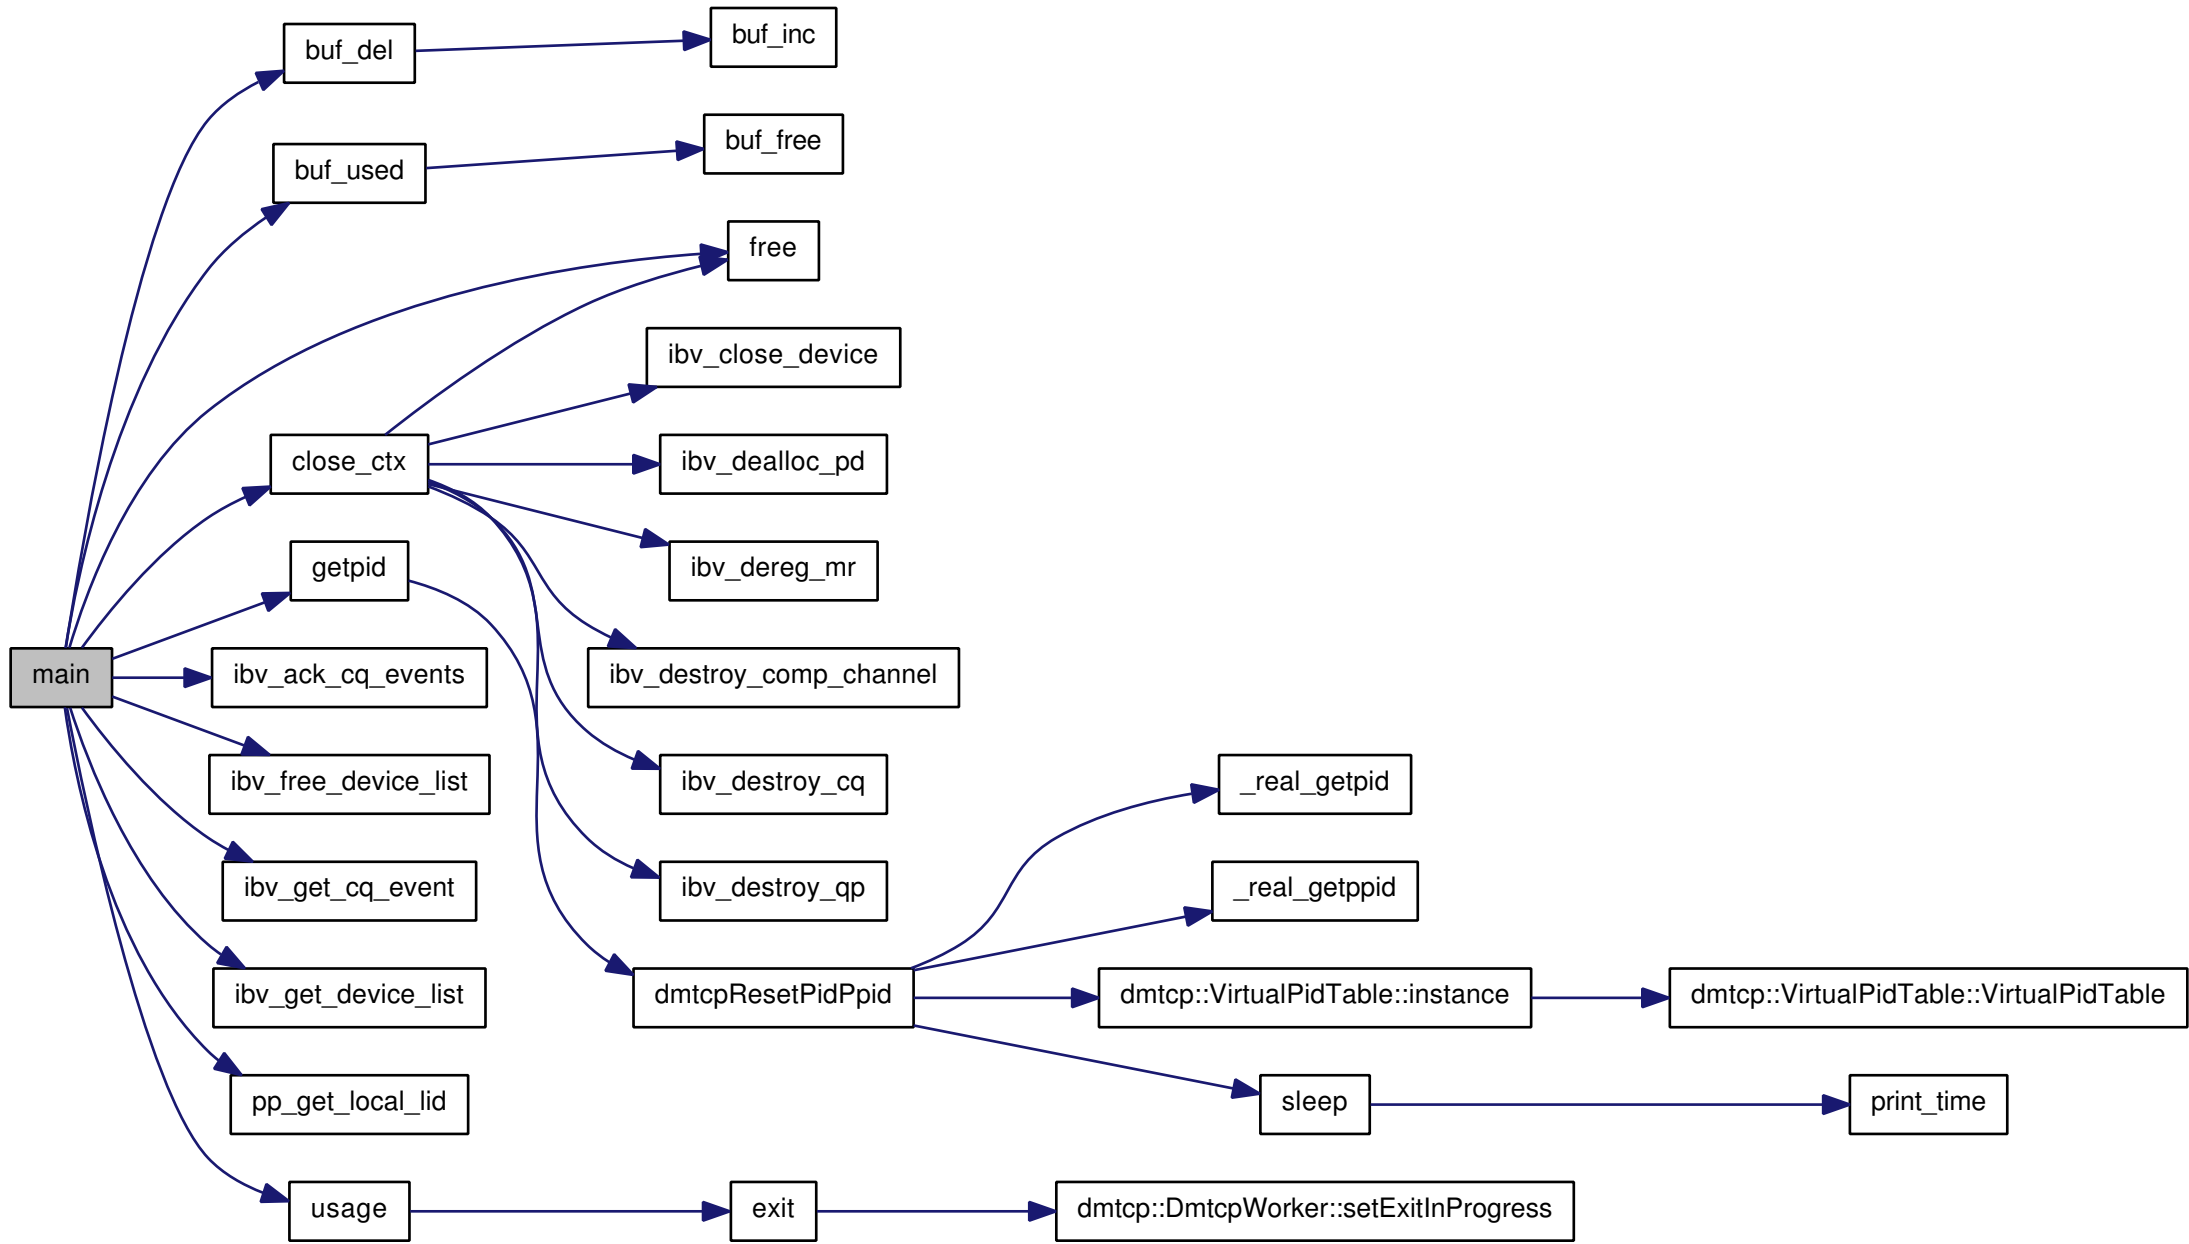 buf_del
buf_inc
buf_used
buf_free
free
ibv_close_device
close_ctx
ibv_dealloc_pd
getpid
ibv_dereg_mr
main
ibv_ack_cq_events
ibv_destroy_comp_channel
ibv_free_device_list
ibv_destroy_cq
_real_getpid
ibv_get_cq_event
ibv_destroy_qp
_real_getppid
ibv_get_device_list
dmtcpResetPidPpid
dmtcp::VirtualPidTable::instance
dmtcp::VirtualPidTable::VirtualPidTable
pp_get_local_lid
sleep
print_time
usage
exit
dmtcp::DmtcpWorker::setExitInProgress